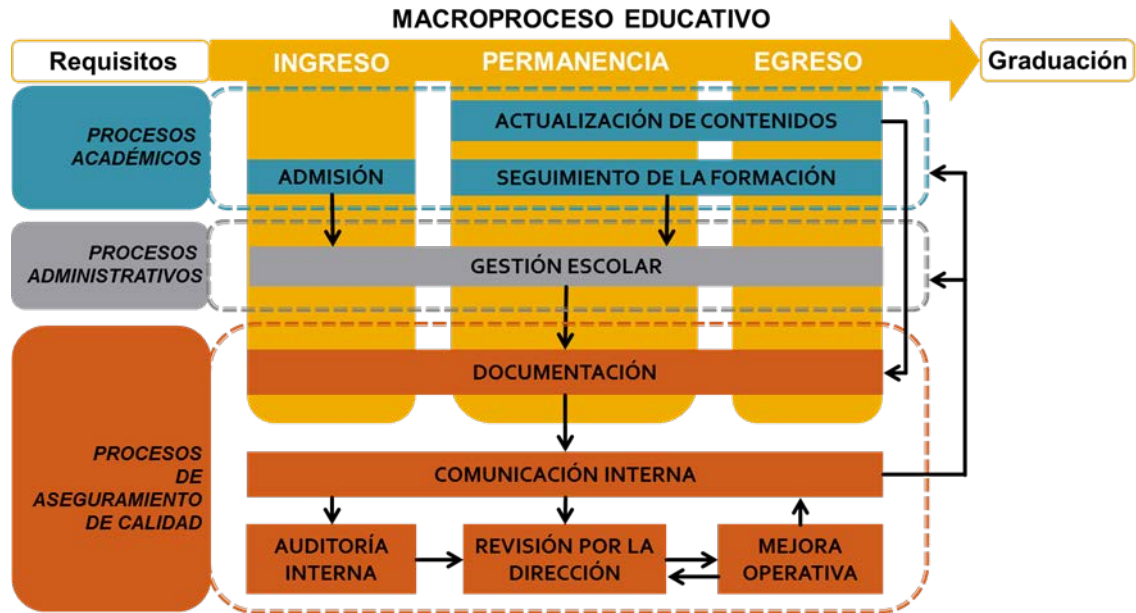 MACROPROCESO EDUCATIVO
Requisitos
INGRESO
PERMANENCIA
EGRESO
Graduación
PROCESOS
ACADÉMICOS
ACTUALIZACIÓN DE CONTENIDOS
ADMISIÓN
SEGUIMIENTO DE LA FORMACIÓN
PROCESOS
ADMINISTRATIVOS
GESTIÓN ESCOLAR
PROCESOS
DE
ASEGURAMIENTO
DE CALIDAD
DOCUMENTACIÓN
COMUNICACIÓN INTERNA
AUDITORÍA
INTERNA
REVISIÓN POR LA
DIRECCIÓN
MEJORA
OPERATIVA